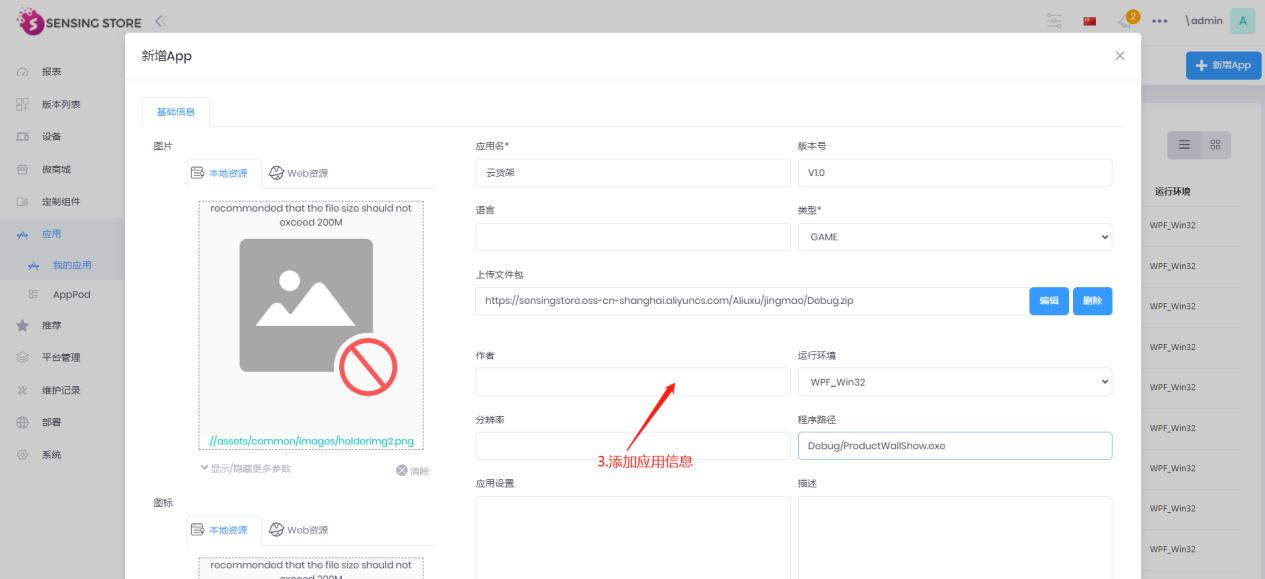 SENSING STORE
2
\admin
A
新增App
新增App
报表
版本列表
设备
微商城
定制组件
应用
我的应用
AppPod
推荐
平台管理
维护记录
部署
系统
基础信息
图片
本地资源
Web资源
recommended that the file size should not
exceed 200M
.//assets/common/images/holderimg2.png
显示/隐藏更多参数
清除
图标
本地资源
Web资源
recommended that the file size should not
exceed 200M
应用名*
版本号
云货架
V1.0
语言
类型*
GAME
上传文件包
https://sensingstore.oss-cn-shanghai.aliyuncs.com/Aliuxu/jingmao/Debug.zip
编辑
删除
作者
运行环境
WPF_Win32
分辨率
程序路径
Debug/ProductWallShow.exe
3.添加应用信息
应用设置
描述
运行环境
WPF_Win32
WPF_Win32
WPF_Win32
WPF_Win32
WPF_Win32
WPF_Win32
WPF_Win32
WPF_Win32
WPF_Win32